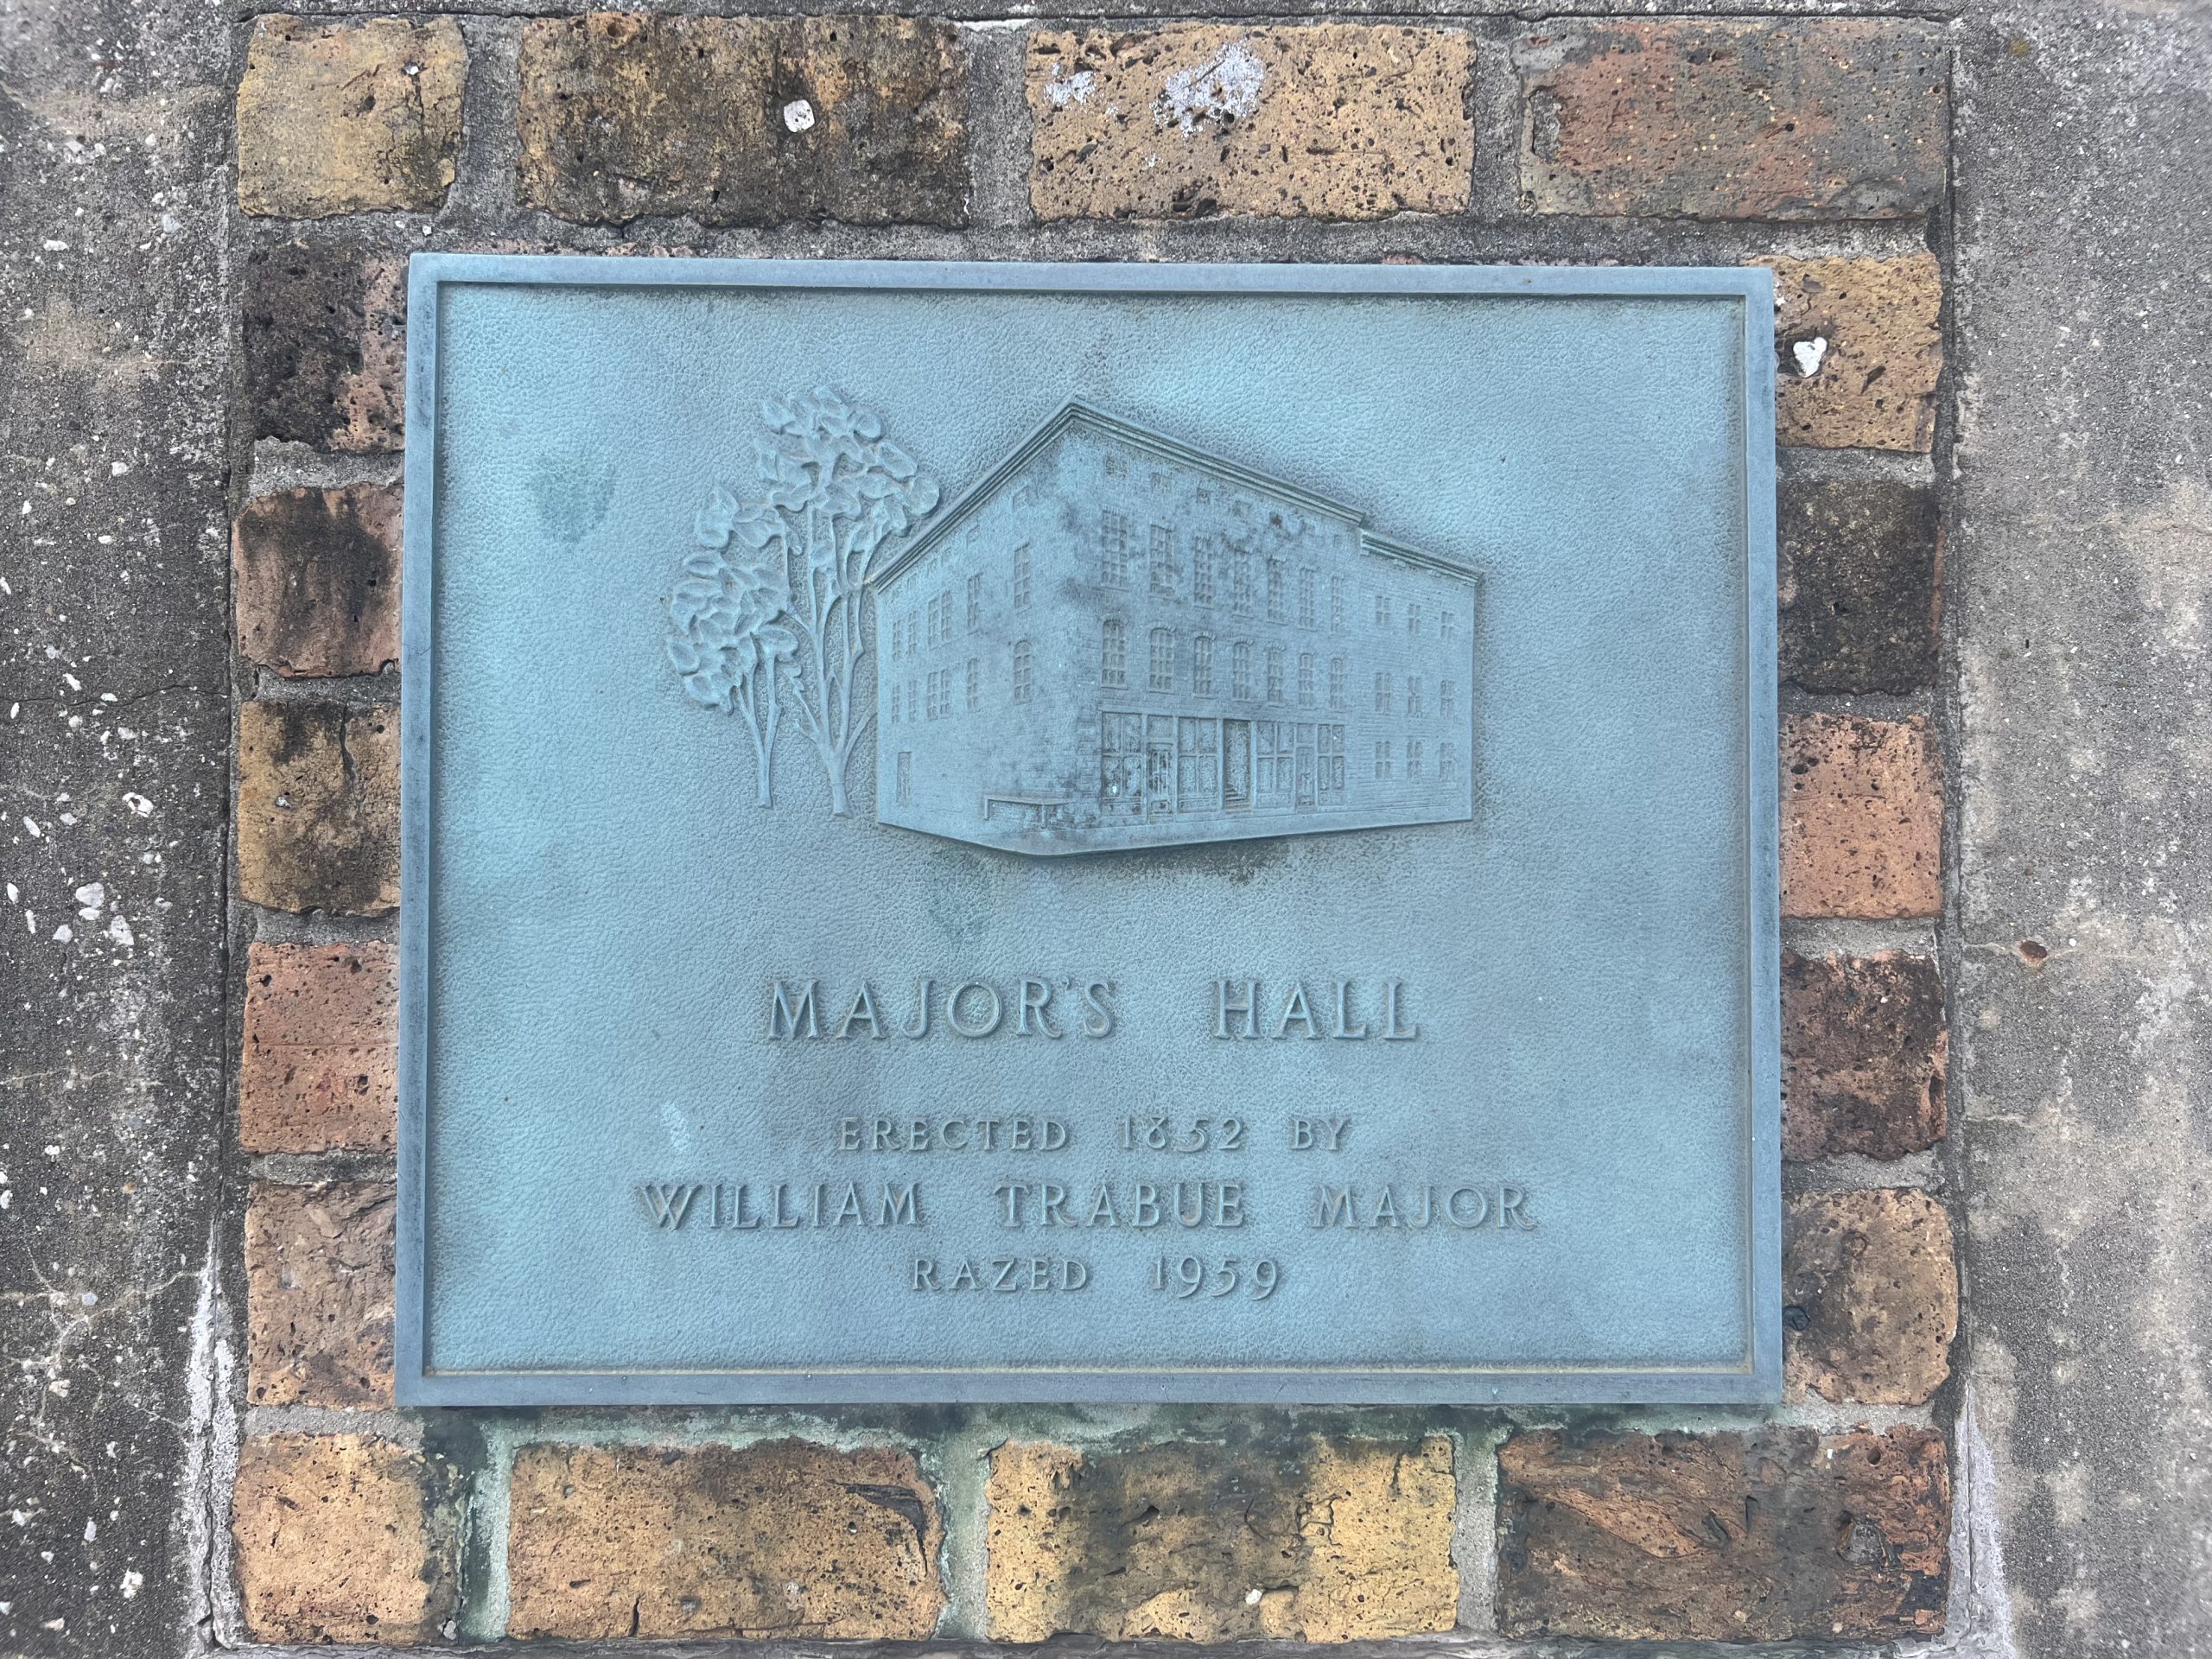 MAJOR'S HALL
ERECTED 1852 BY
WILLIAM TRABUE MAJOR
RAZED 1959